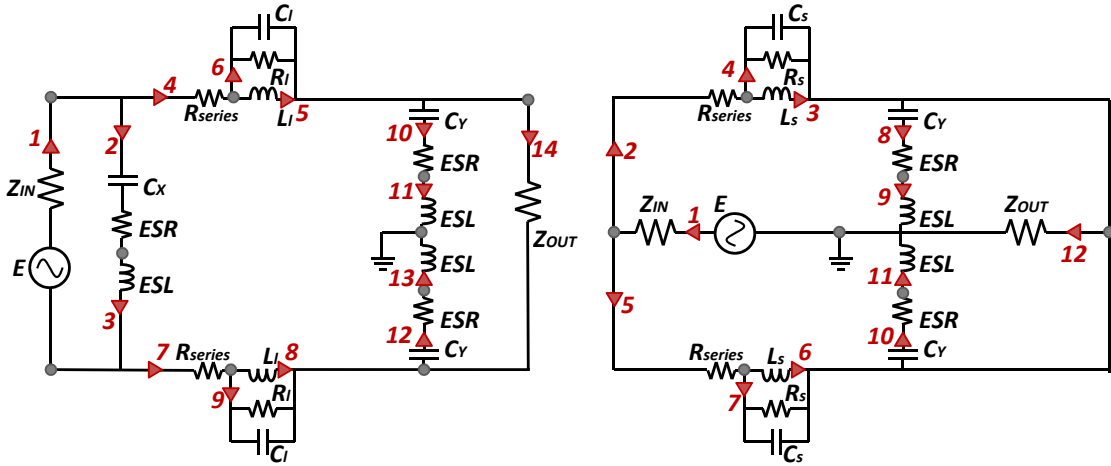 C_l
6
R_l
4
R_series
L_l
5
1
2
Z_IN
C_X
ESR
E
ESL
3
10
C_Y
ESR
11
ESL
14
Z_OUT
ESL
13
ESR
12
C_Y
7
R_series
L_l
8
9
R_l
C_l
C_s
4
R_s
R_series
L_s
3
2
8
C_Y
ESR
9
ESL
Z_IN
1
E
Z_OUT
12
5
ESL
11
ESR
10
C_Y
R_series
L_s
6
7
R_s
C_s